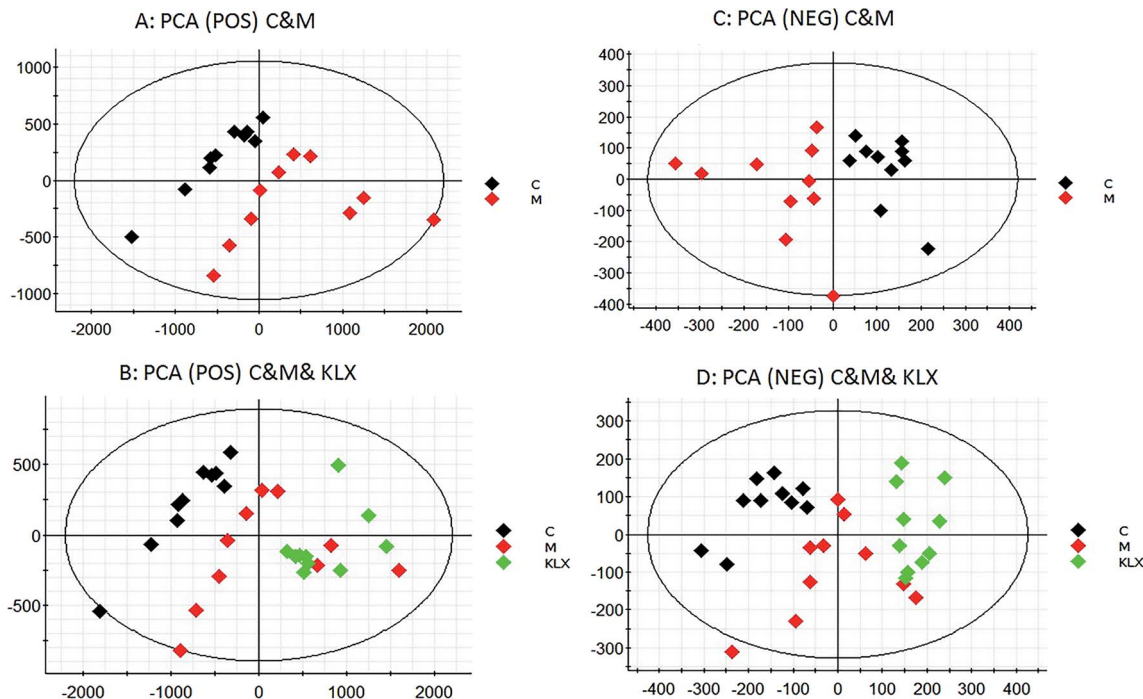 A: PCA (POS) C&M
1000
500
0
-500
-1000
-2000 -1000 0 1000 2000
C
M
C: PCA (NEG) C&M
400
300
200
100
0
-100
-200
-300
-400
-400 -300 -200 -100 0 100 200 300 400
C
M
B: PCA (POS) C&M& KLX
500
0
-500
-2000 -1000 0 1000 2000
C
M
KLX
D: PCA (NEG) C&M& KLX
300
200
100
0
-100
-200
-300
-400 -300 -200 -100 0 100 200 300 400
C
M
KLX